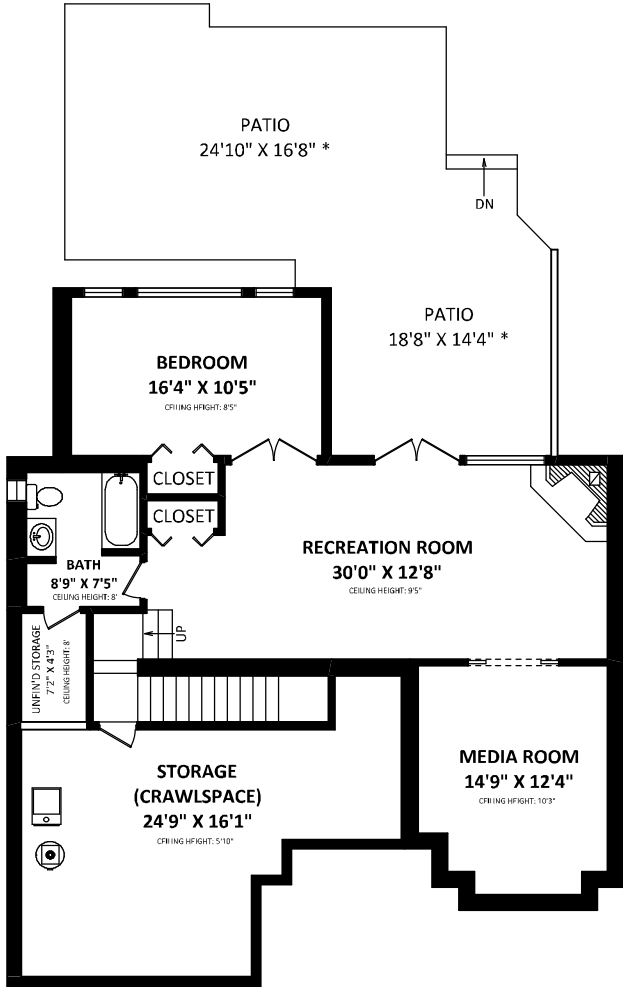 PATIO
24'10" X 16'8" *
DN
PATIO
18'8" X 14'4" *
BEDROOM
16'4" X 10'5"
CEILING HEIGHT: 8'5"
CLOSET
CLOSET
BATH
8'9" X 7'5"
CEILING HEIGHT: 8'
RECREATION ROOM
30'0" X 12'8"
CEILING HEIGHT: 9'5"
UP
UNFIN'D STORAGE
7'2" X 4'3"
CEILING HEIGHT: 8'
STORAGE
(CRAWLSPACE)
24'9" X 16'1"
CEILING HEIGHT: 5'10"
MEDIA ROOM
14'9" X 12'4"
CEILING HEIGHT: 10'3"